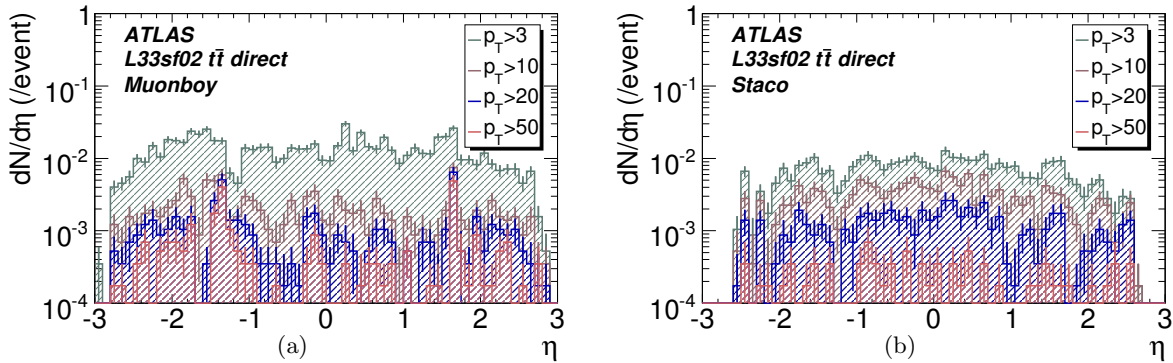 ATLAS
L33sf02 tt̄ direct
Muonboy
p_T>3
p_T>10
p_T>20
p_T>50
dN/dη (/event)
1
10^-1
10^-2
10^-3
10^-4
-3 -2 -1 0 1 2 3
η
(a)
ATLAS
L33sf02 tt̄ direct
Staco
p_T>3
p_T>10
p_T>20
p_T>50
dN/dη (/event)
1
10^-1
10^-2
10^-3
10^-4
-3 -2 -1 0 1 2 3
η
(b)